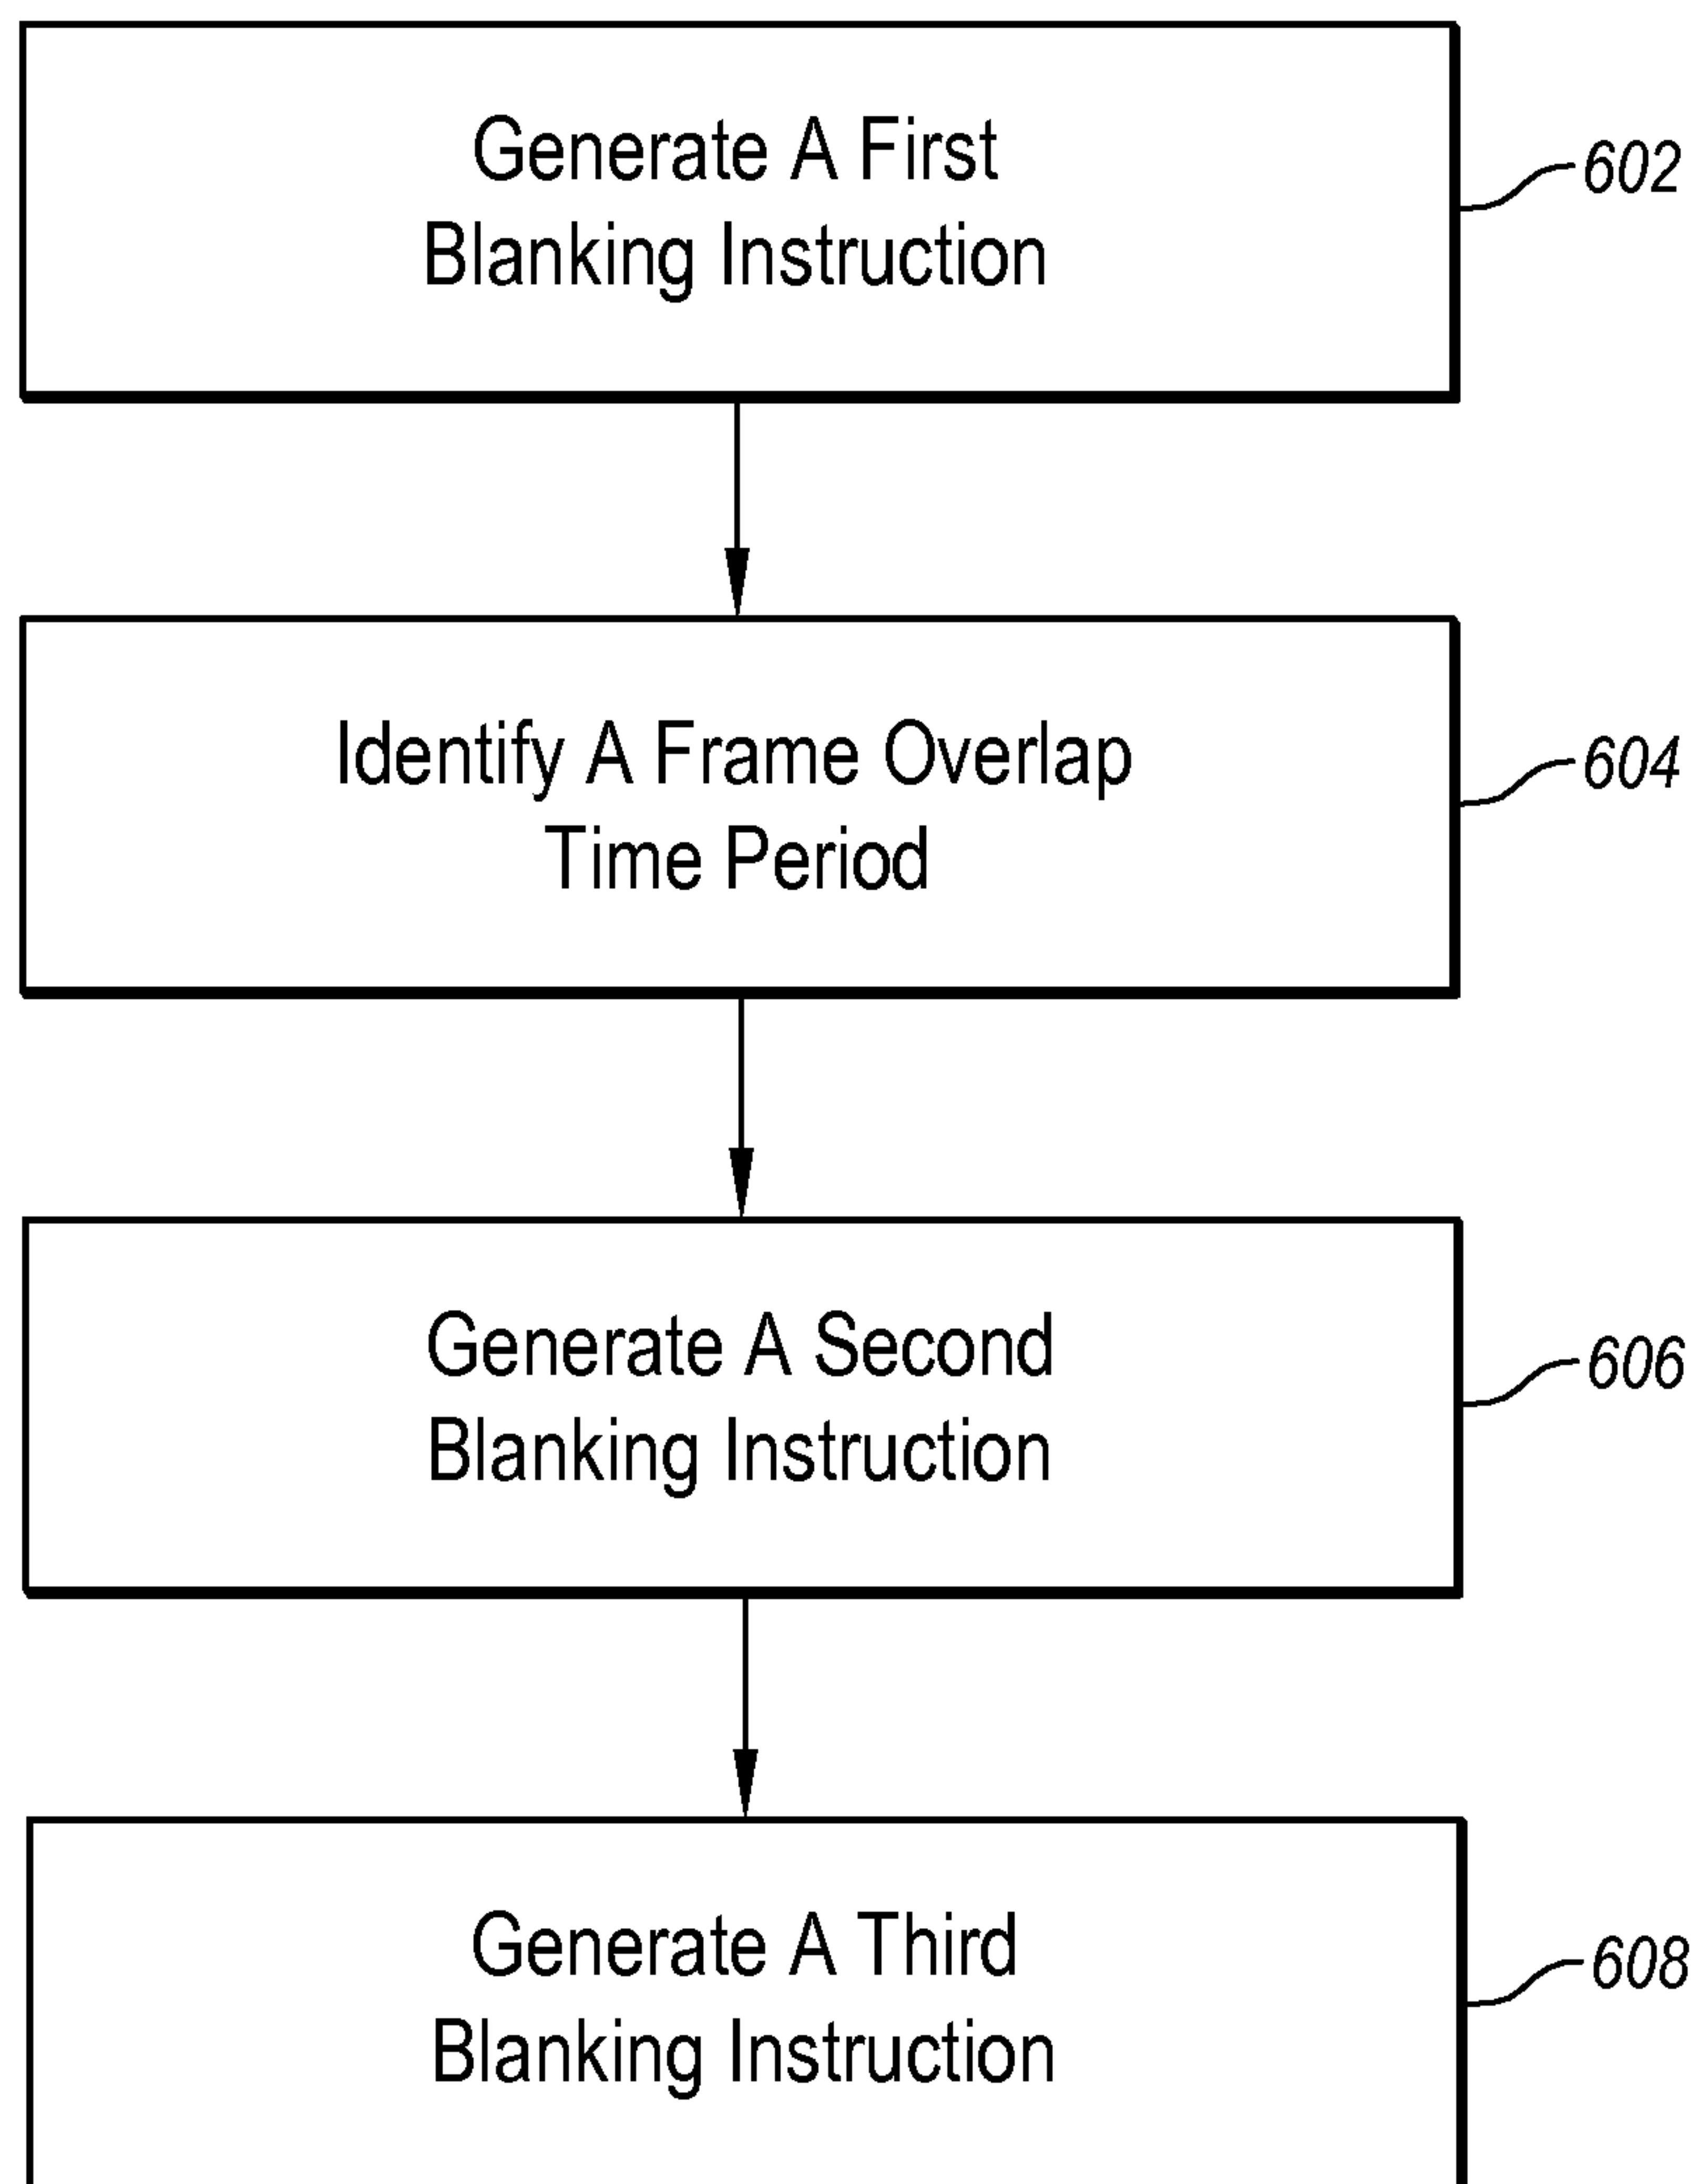 Generate A First
Blanking Instruction
602
Identify A Frame Overlap
Time Period
604
Generate A Second
Blanking Instruction
606
Generate A Third
Blanking Instruction
608